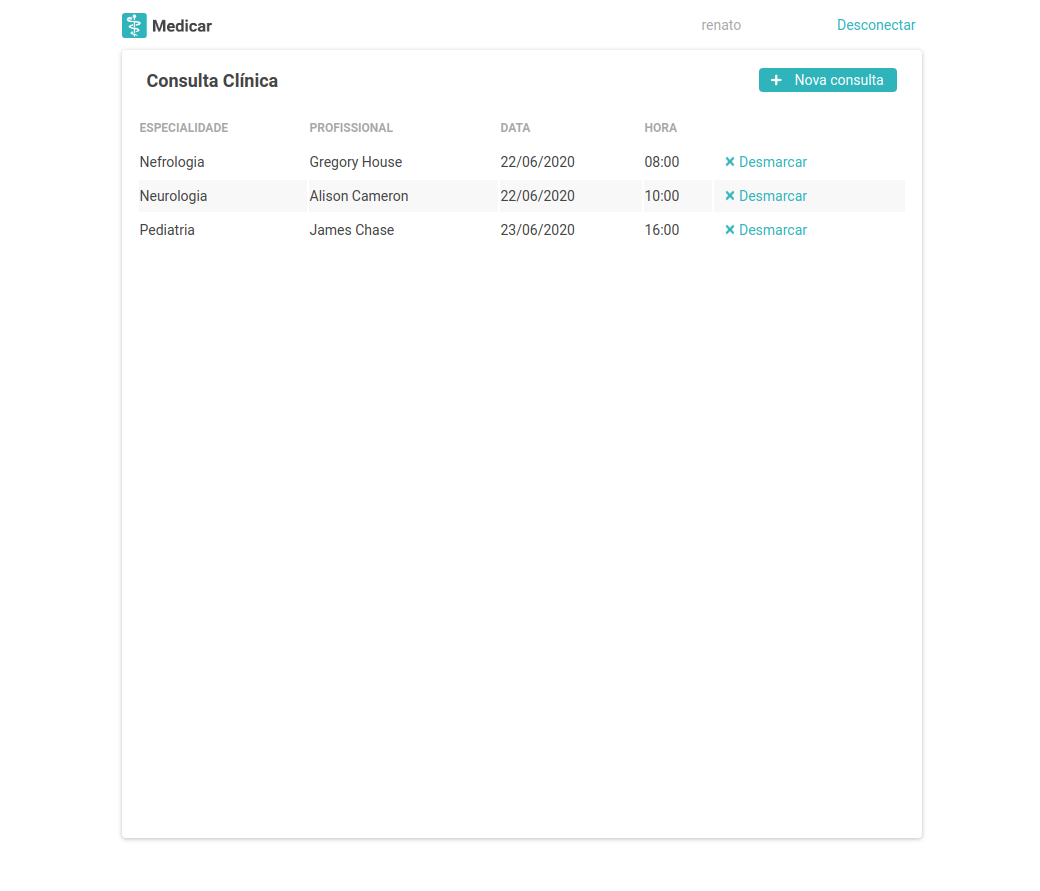 Medicar renato Desconectar
Consulta Clínica Nova consulta
ESPECIALIDADE PROFISSIONAL DATA HORA
Nefrologia Gregory House 22/06/2020 08:00 Desmarcar
Neurologia Alison Cameron 22/06/2020 10:00 Desmarcar
Pediatria James Chase 23/06/2020 16:00 Desmarcar